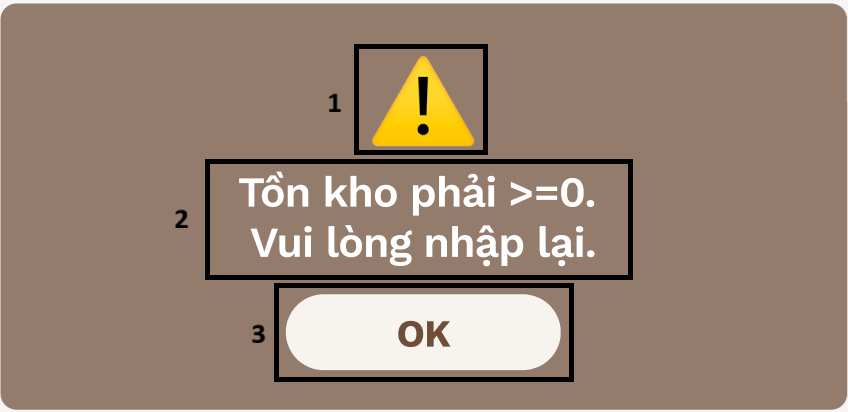 1
2
Tồn kho phải >=0.
Vui lòng nhập lại.
3
OK